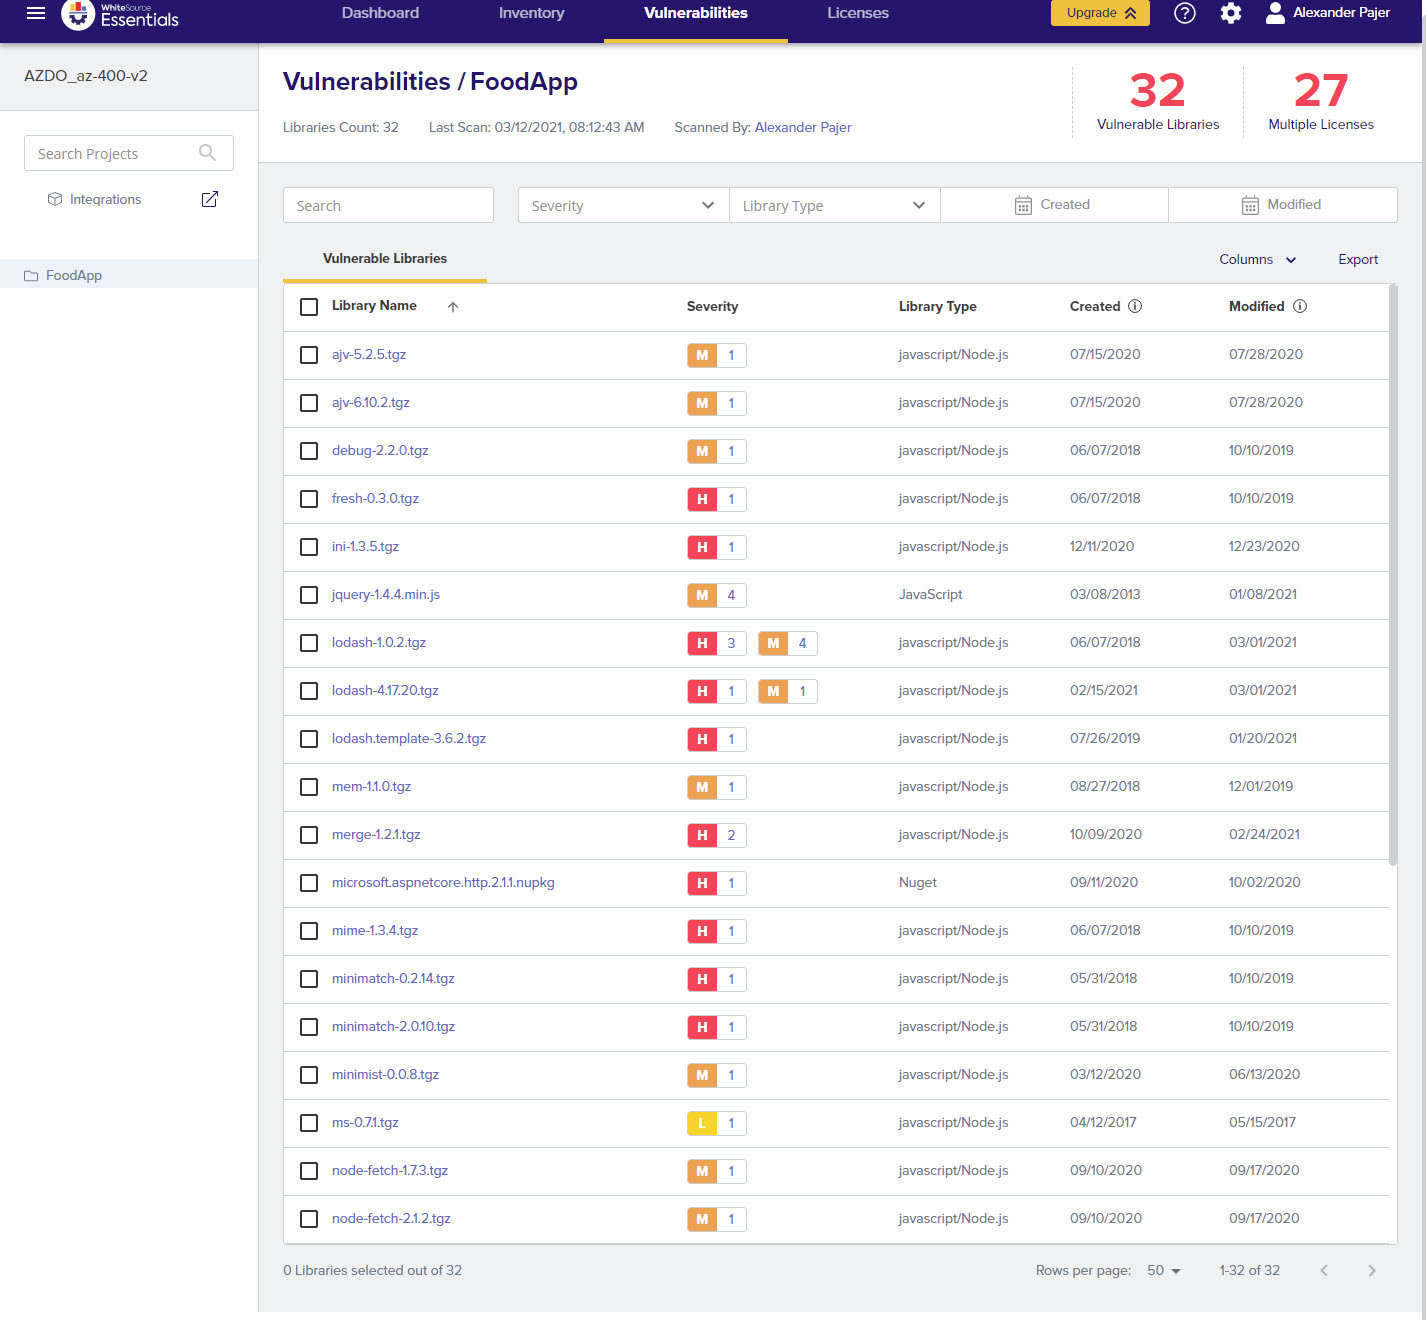 WhiteSource
Essentials
Dashboard Inventory Vulnerabilities Licenses Upgrade Alexander Pajer
AZDO_az-400-v2
Search Projects
Integrations
FoodApp
Vulnerabilities / FoodApp
Libraries Count: 32 Last Scan: 03/12/2021, 08:12:43 AM Scanned By: Alexander Pajer
32
Vulnerable Libraries
27
Multiple Licenses
Search Severity Library Type Created Modified
Vulnerable Libraries Columns Export
Library Name Severity Library Type Created Modified
ajv-5.2.5.tgz M 1 javascript/Node.js 07/15/2020 07/28/2020
ajv-6.10.2.tgz M 1 javascript/Node.js 07/15/2020 07/28/2020
debug-2.2.0.tgz M 1 javascript/Node.js 06/07/2018 10/10/2019
fresh-0.3.0.tgz H 1 javascript/Node.js 06/07/2018 10/10/2019
ini-1.3.5.tgz H 1 javascript/Node.js 12/11/2020 12/23/2020
jquery-1.4.4.min.js M 4 JavaScript 03/08/2013 01/08/2021
lodash-1.0.2.tgz H 3 M 4 javascript/Node.js 06/07/2018 03/01/2021
lodash-4.17.20.tgz H 1 M 1 javascript/Node.js 02/15/2021 03/01/2021
lodash.template-3.6.2.tgz H 1 javascript/Node.js 07/26/2019 01/20/2021
mem-1.1.0.tgz M 1 javascript/Node.js 08/27/2018 12/01/2019
merge-1.2.1.tgz H 2 javascript/Node.js 10/09/2020 02/24/2021
microsoft.aspnetcore.http.2.1.1.nupkg H 1 Nuget 09/11/2020 10/02/2020
mime-1.3.4.tgz H 1 javascript/Node.js 06/07/2018 10/10/2019
minimatch-0.2.14.tgz H 1 javascript/Node.js 05/31/2018 10/10/2019
minimatch-2.0.10.tgz H 1 javascript/Node.js 05/31/2018 10/10/2019
minimist-0.0.8.tgz M 1 javascript/Node.js 03/12/2020 06/13/2020
ms-0.7.1.tgz L 1 javascript/Node.js 04/12/2017 05/15/2017
node-fetch-1.7.3.tgz M 1 javascript/Node.js 09/10/2020 09/17/2020
node-fetch-2.1.2.tgz M 1 javascript/Node.js 09/10/2020 09/17/2020
0 Libraries selected out of 32 Rows per page: 50 1-32 of 32